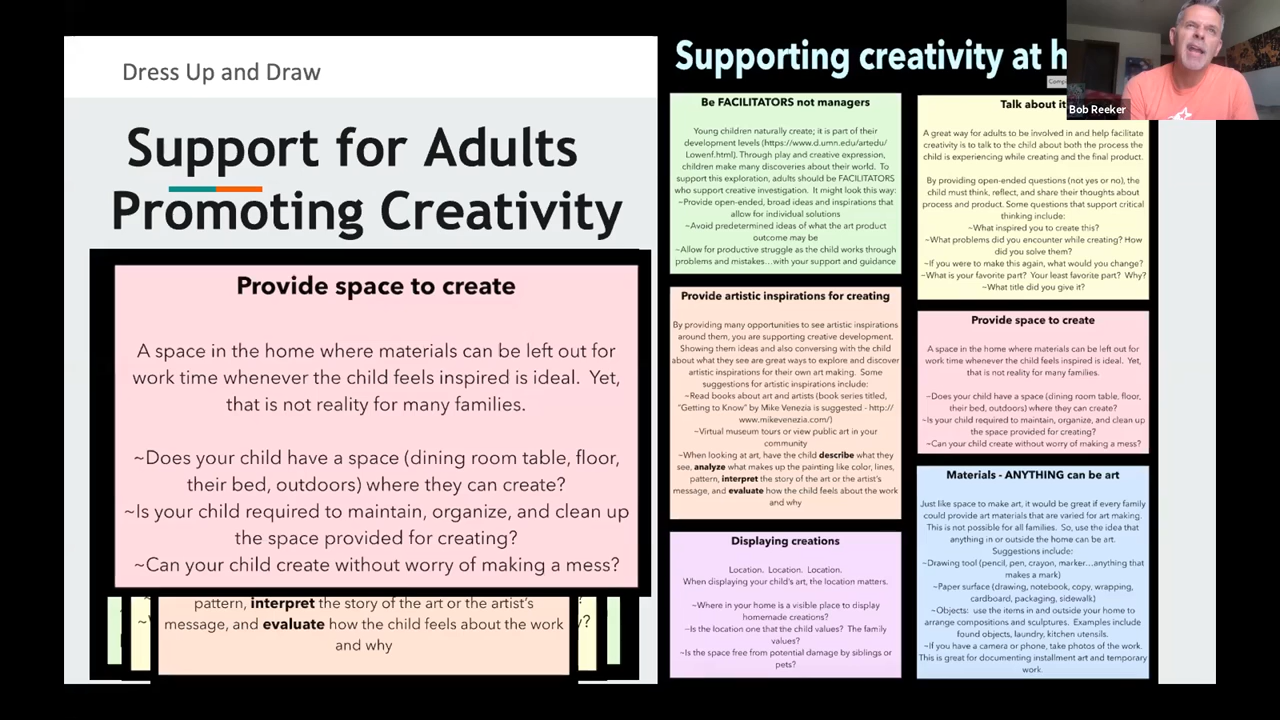 Dress Up and Draw
Support for Adults
Promoting Creativity
Provide space to create
A space in the home where materials can be left out for
work time whenever the child feels inspired is ideal. Yet,
that is not reality for many families.
~Does your child have a space (dining room table, floor,
their bed, outdoors) where they can create?
~Is your child required to maintain, organize, and clean up
the space provided for creating?
~Can your child create without worry of making a mess?
pattern, interpret the story of the art or the artist's
message, and evaluate how the child feels about the work
and why
Supporting creativity at h
Be FACILITATORS not managers
Young children naturally create; it is part of their
development levels (https://www.d.umn.edu/artedu/
Lowenf.html). Through play and creative expression,
children make many discoveries about their world. To
support this exploration, adults should be FACILITATORS
who support creative investigation. It might look this way:
~Provide open-ended, broad ideas and inspirations that
allow for individual solutions
~Avoid predetermined ideas of what the art product
outcome may be
~Allow for productive struggle as the child works through
problems and mistakes...with your support and guidance
Provide artistic inspirations for creating
By providing many opportunities to see artistic inspirations
around them, you are supporting creative development.
Showing them ideas and also conversing with the child
about what they see are great ways to explore and discover
artistic inspirations for their own art making. Some
suggestions for artistic inspirations include:
~Read books about art and artists (book series titled,
"Getting to Know" by Mike Venezia is suggested - http://
www.mikevenezia.com/)
~Virtual museum tours or view public art in your
community
~When looking at art, have the child describe what they
see, analyze what makes up the painting like color, lines,
pattern, interpret the story of the art or the artist's
message, and evaluate how the child feels about the work
and why
Displaying creations
Location. Location. Location.
When displaying your child's art, the location matters.
~Where in your home is a visible place to display
homemade creations?
~Is the location one that the child values? The family
values?
~Is the space free from potential damage by siblings or
pets?
Talk about it
A great way for adults to be involved in and help facilitate
creativity is to talk to the child about both the process the
child is experiencing while creating and the final product.
By providing open-ended questions (not yes or no), the
child must think, reflect, and share their thoughts about
process and product. Some questions that support critical
thinking include:
~What inspired you to create this?
~What problems did you encounter while creating? How
did you solve them?
~If you were to make this again, what would you change?
~What is your favorite part? Your least favorite part? Why?
~What title did you give it?
Provide space to create
A space in the home where materials can be left out for
work time whenever the child feels inspired is ideal. Yet,
that is not reality for many families.
~Does your child have a space (dining room table, floor,
their bed, outdoors) where they can create?
~Is your child required to maintain, organize, and clean up
the space provided for creating?
~Can your child create without worry of making a mess?
Materials - ANYTHING can be art
Just like space to make art, it would be great if every family
could provide art materials that are varied for art making.
This is not possible for all families. So, use the idea that
anything in or outside the home can be art.
Suggestions include:
~Drawing tool (pencil, pen, crayon, marker...anything that
makes a mark)
~Paper surface (drawing, notebook, copy, wrapping,
cardboard, packaging, sidewalk)
~Objects: use the items in and outside your home to
arrange compositions and sculptures. Examples include
found objects, laundry, kitchen utensils.
~If you have a camera or phone, take photos of the work.
This is great for documenting installment art and temporary
work.
Bob Reeker